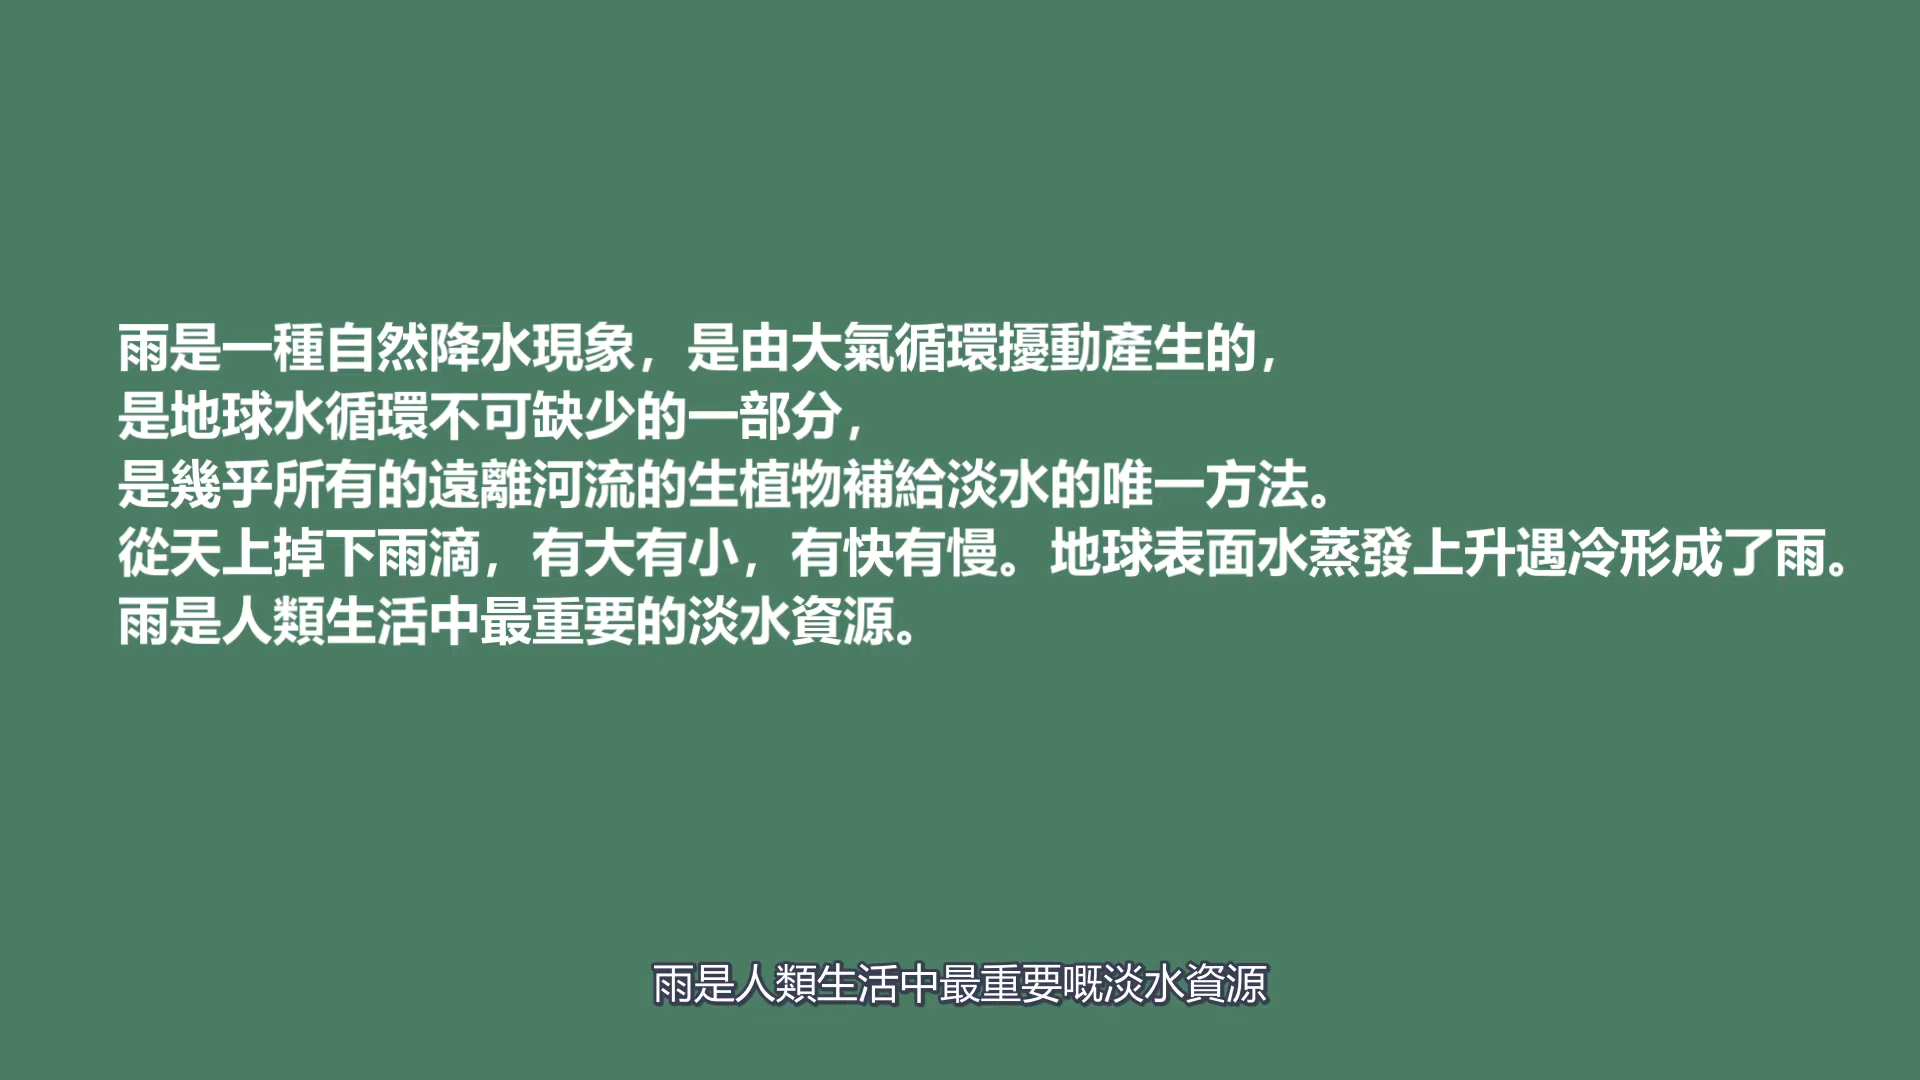 雨是一種自然降水現象，是由大氣循環擾動產生的，
是地球水循環不可缺少的一部分，
是幾乎所有的遠離河流的生植物補給淡水的唯一方法。
從天上掉下雨滴，有大有小，有快有慢。地球表面水蒸發上升遇冷形成了雨。
雨是人類生活中最重要的淡水資源。
雨是人類生活中最重要嘅淡水資源